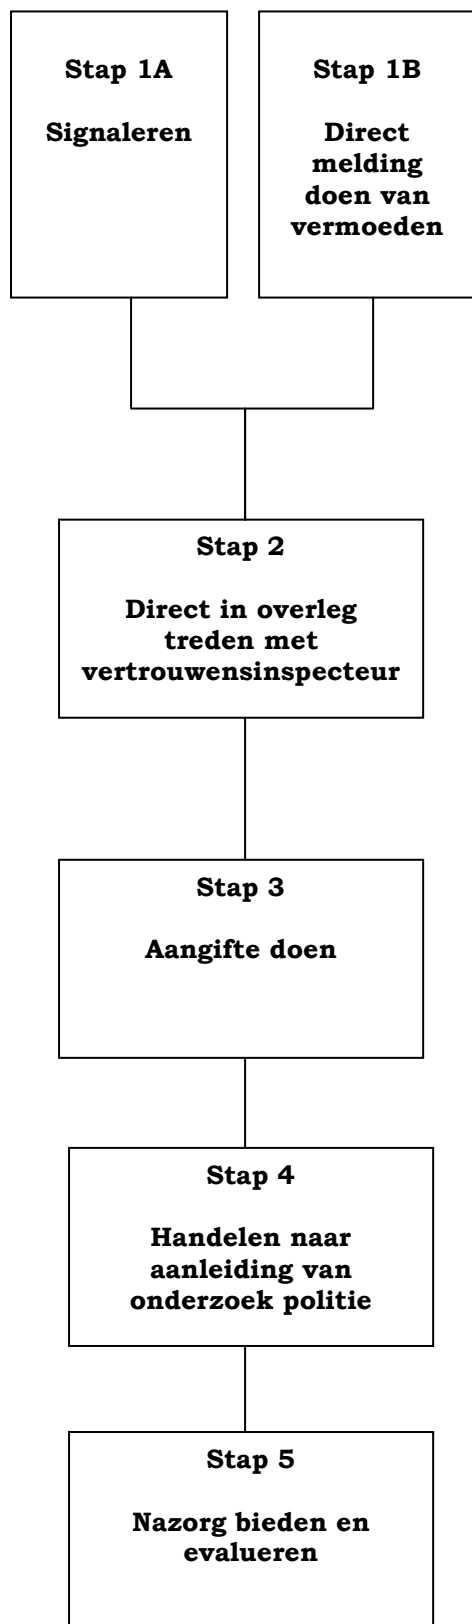 Stap 1A
Signaleren
Stap 1B
Direct
melding
doen van
vermoeden
Stap 2
Direct in overleg
treden met
vertrouwensinspecteur
Stap 3
Aangifte doen
Stap 4
Handelen naar
aanleiding van
onderzoek politie
Stap 5
Nazorg bieden en
evalueren